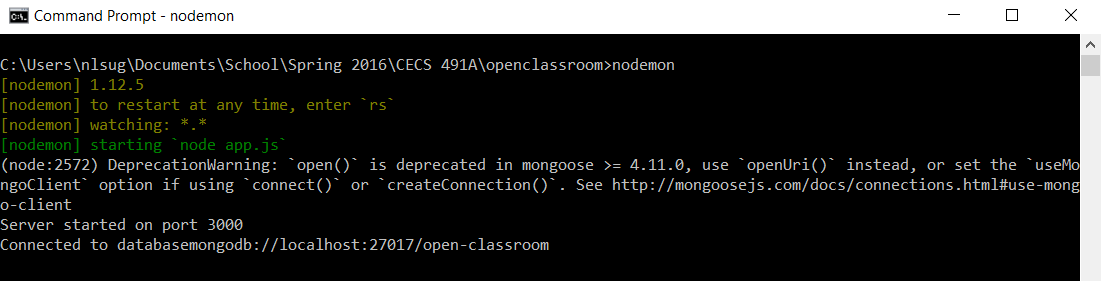 Command Prompt - nodemon
C:\Users\nlsug\Documents\School\Spring 2016\CECS 491A\openclassroom>nodemon
[nodemon] 1.12.5
[nodemon] to restart at any time, enter `rs`
[nodemon] watching: *.*
[nodemon] starting `node app.js`
(node:2572) DeprecationWarning: `open()` is deprecated in mongoose >= 4.11.0, use `openUri()` instead, or set the `useMo
ngoClient` option if using `connect()` or `createConnection()`. See http://mongoosejs.com/docs/connections.html#use-mong
o-client
Server started on port 3000
Connected to databasemongodb://localhost:27017/open-classroom